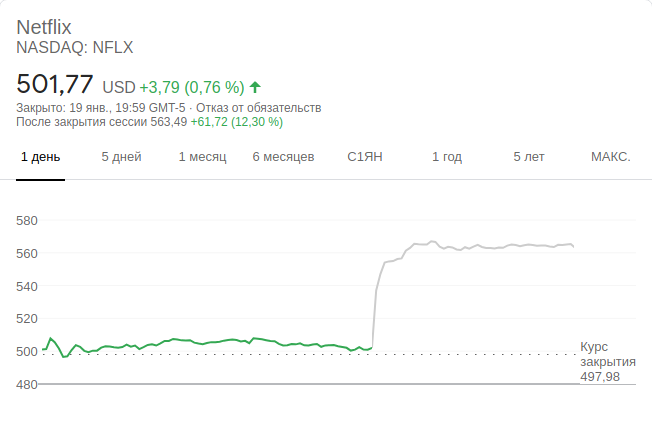 Netflix
NASDAQ: NFLX
501,77 USD +3,79 (0,76 %)
Закрыто: 19 янв., 19:59 GMT-5 · Отказ от обязательств
После закрытия сессии 563,49 +61,72 (12,30 %)
1 день 5 дней 1 месяц 6 месяцев С1ЯН 1 год 5 лет МАКС.
580
560
540
520
500
480
Курс
закрытия
497,98